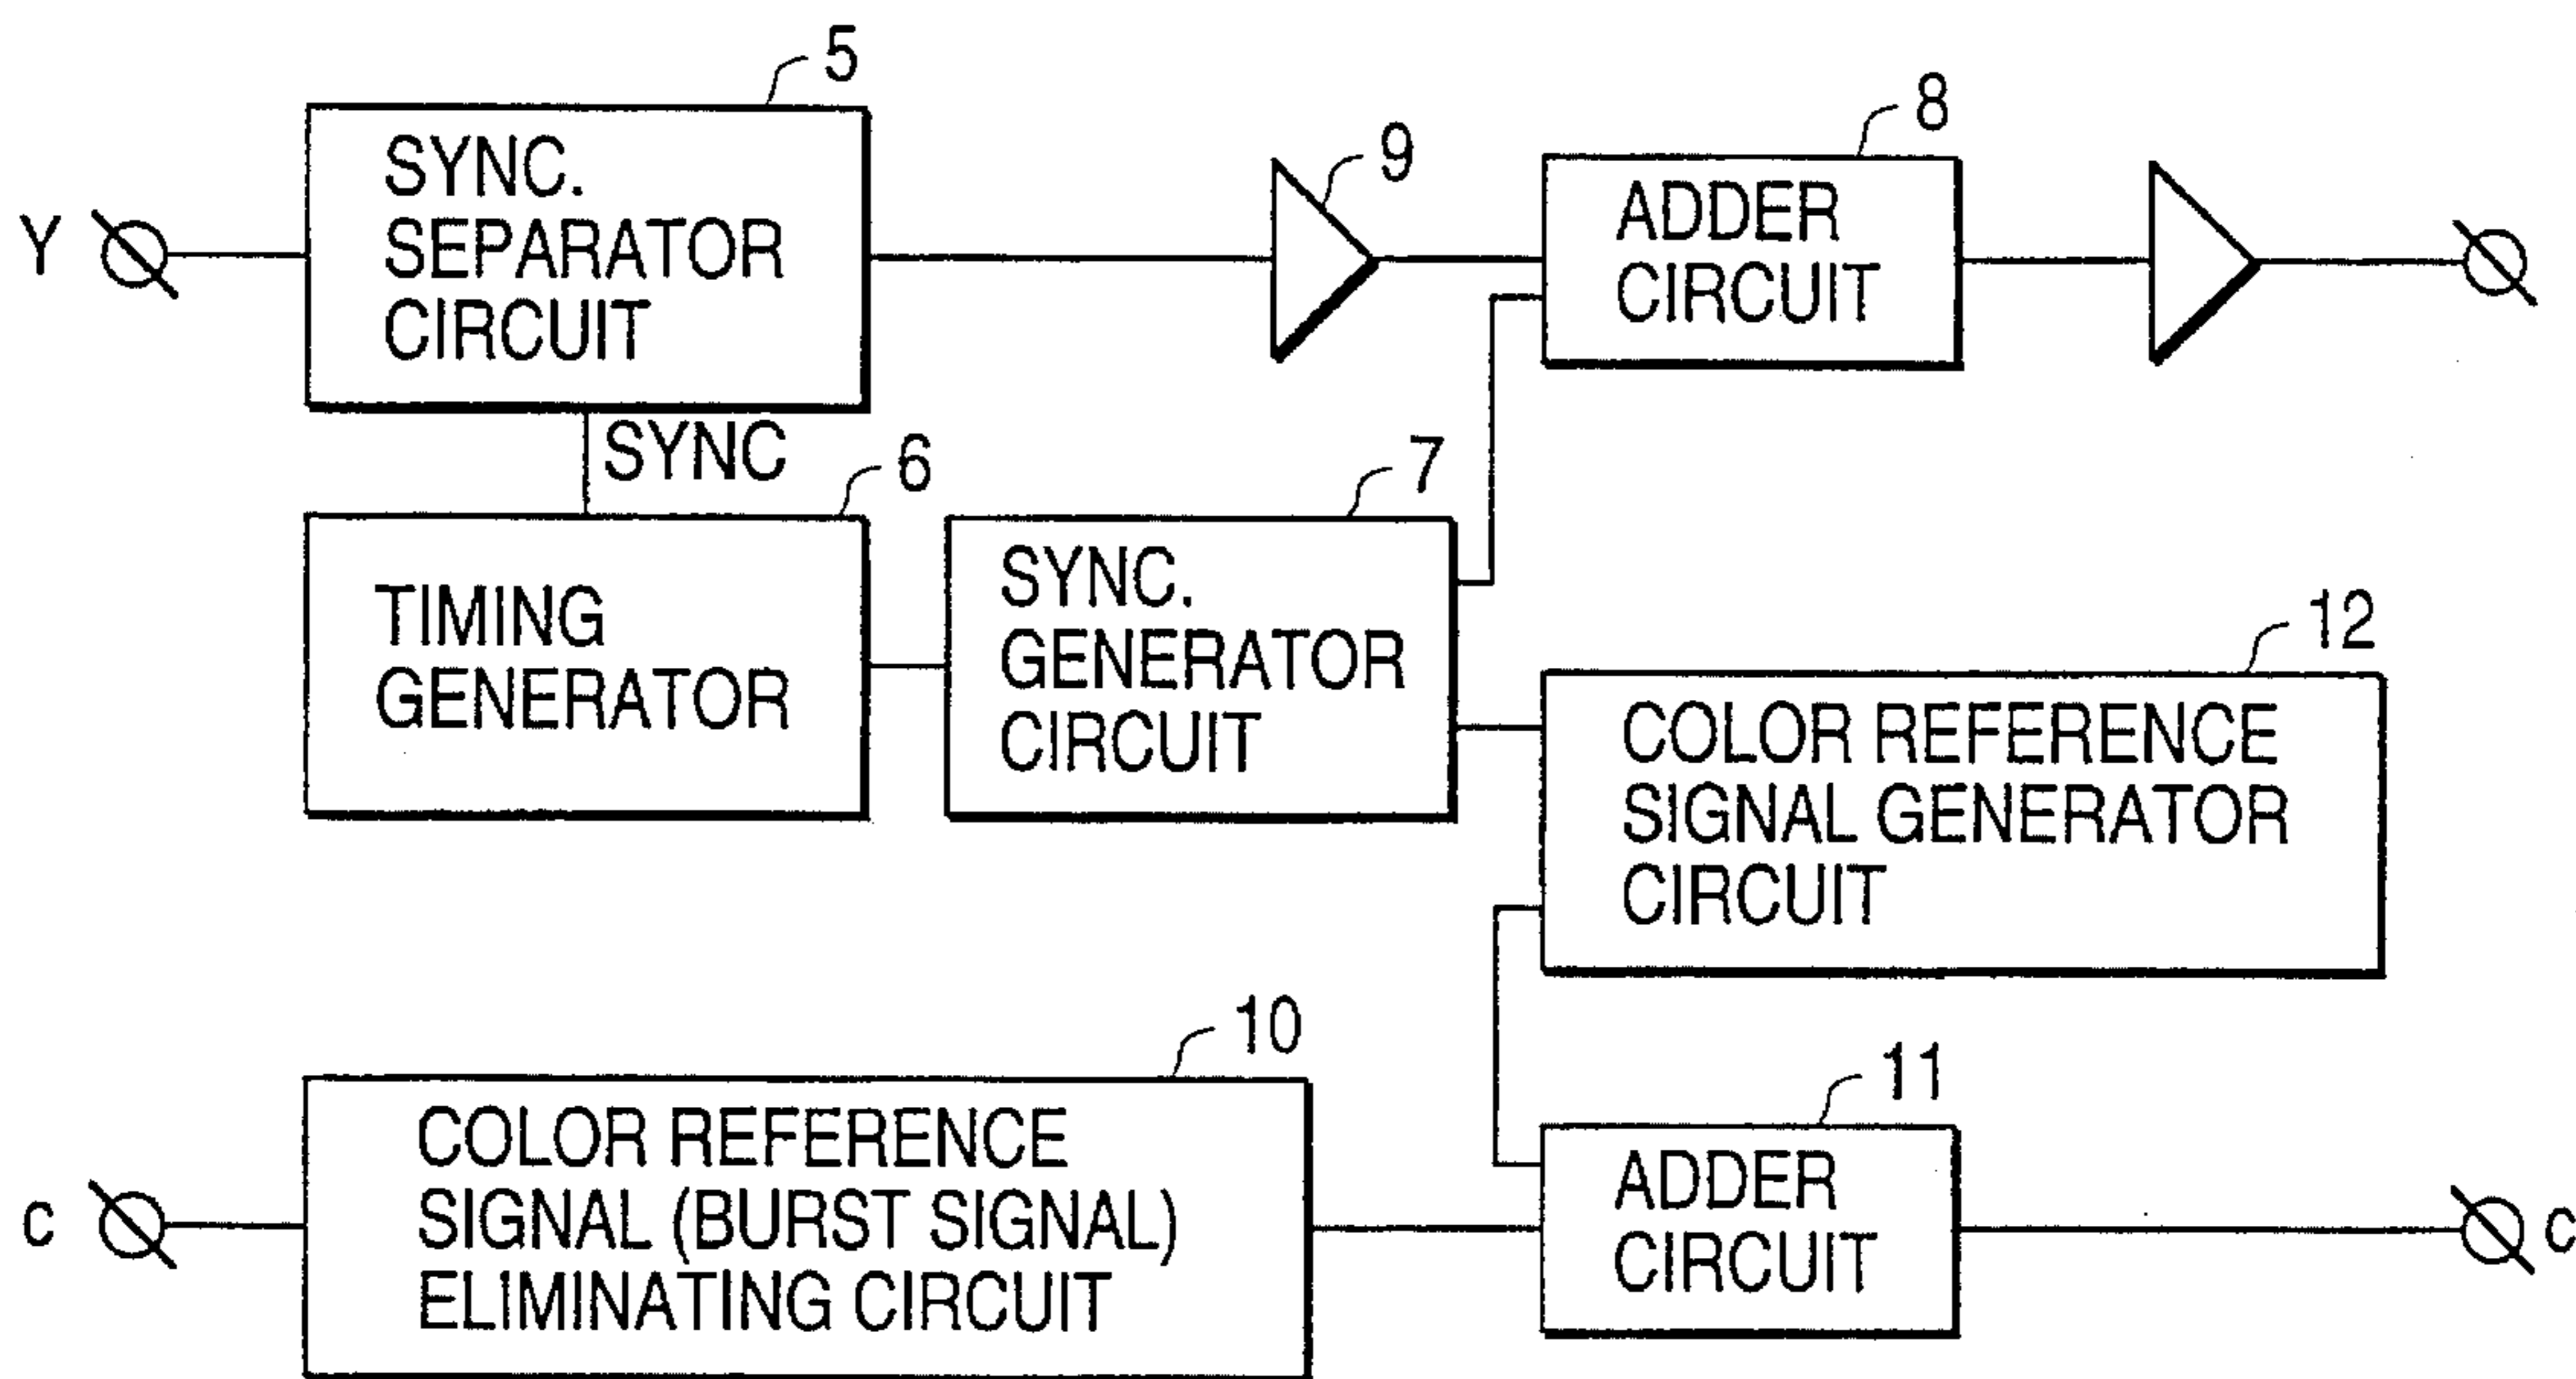 5
SYNC.
SEPARATOR
CIRCUIT
Y
9
8
ADDER
CIRCUIT
SYNC
6
TIMING
GENERATOR
7
SYNC.
GENERATOR
CIRCUIT
12
COLOR REFERENCE
SIGNAL GENERATOR
CIRCUIT
10
COLOR REFERENCE
SIGNAL (BURST SIGNAL)
ELIMINATING CIRCUIT
c
11
ADDER
CIRCUIT
c